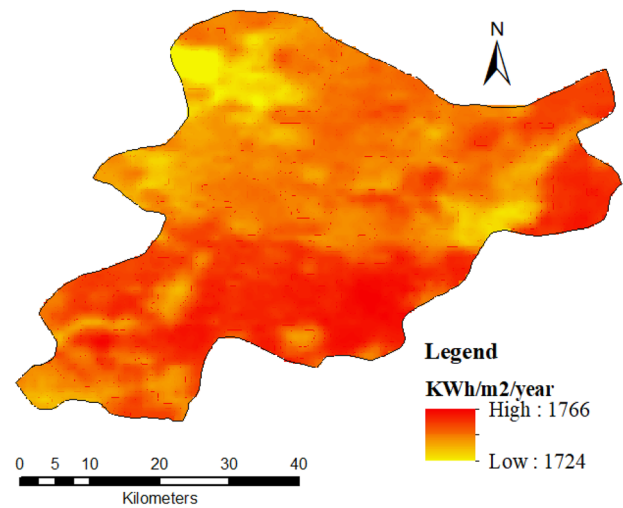 N
Legend
KWh/m2/year
High : 1766
Low : 1724
0 5 10 20 30 40
Kilometers